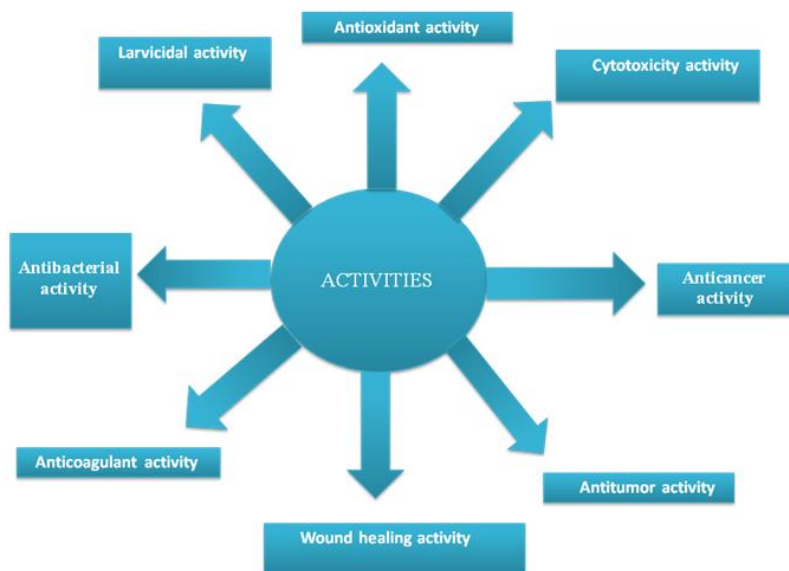 Antioxidant activity
Larvicidal activity
Cytotoxicity activity
Antibacterial
activity
ACTIVITIES
Anticancer
activity
Anticoagulant activity
Antitumor activity
Wound healing activity